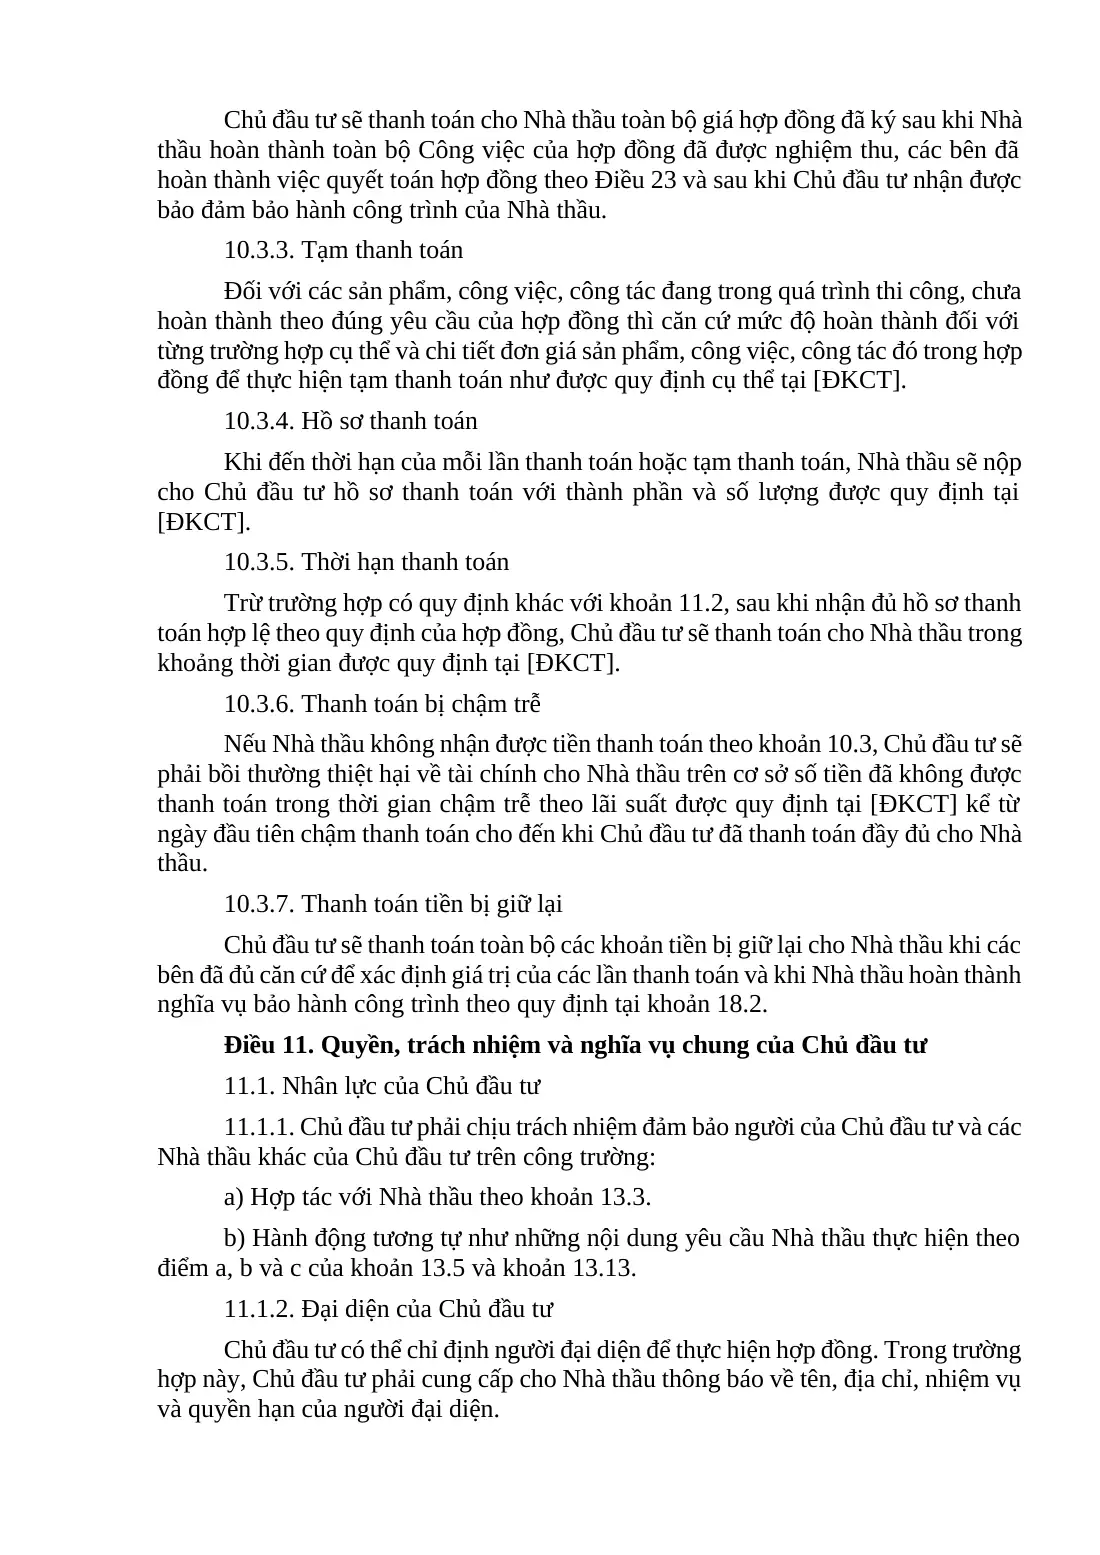 Chủ đầu tư sẽ thanh toán cho Nhà thầu toàn bộ giá hợp đồng đã ký sau khi Nhà
thầu hoàn thành toàn bộ Công việc của hợp đồng đã được nghiệm thu, các bên đã
hoàn thành việc quyết toán hợp đồng theo Điều 23 và sau khi Chủ đầu tư nhận được
bảo đảm bảo hành công trình của Nhà thầu.
10.3.3. Tạm thanh toán
Đối với các sản phẩm, công việc, công tác đang trong quá trình thi công, chưa
hoàn thành theo đúng yêu cầu của hợp đồng thì căn cứ mức độ hoàn thành đối với
từng trường hợp cụ thể và chi tiết đơn giá sản phẩm, công việc, công tác đó trong hợp
đồng để thực hiện tạm thanh toán như được quy định cụ thể tại [ĐKCT].
10.3.4. Hồ sơ thanh toán
Khi đến thời hạn của mỗi lần thanh toán hoặc tạm thanh toán, Nhà thầu sẽ nộp
cho Chủ đầu tư hồ sơ thanh toán với thành phần và số lượng được quy định tại
[ĐKCT].
10.3.5. Thời hạn thanh toán
Trừ trường hợp có quy định khác với khoản 11.2, sau khi nhận đủ hồ sơ thanh
toán hợp lệ theo quy định của hợp đồng, Chủ đầu tư sẽ thanh toán cho Nhà thầu trong
khoảng thời gian được quy định tại [ĐKCT].
10.3.6. Thanh toán bị chậm trễ
Nếu Nhà thầu không nhận được tiền thanh toán theo khoản 10.3, Chủ đầu tư sẽ
phải bồi thường thiệt hại về tài chính cho Nhà thầu trên cơ sở số tiền đã không được
thanh toán trong thời gian chậm trễ theo lãi suất được quy định tại [ĐKCT] kể từ
ngày đầu tiên chậm thanh toán cho đến khi Chủ đầu tư đã thanh toán đầy đủ cho Nhà
thầu.
10.3.7. Thanh toán tiền bị giữ lại
Chủ đầu tư sẽ thanh toán toàn bộ các khoản tiền bị giữ lại cho Nhà thầu khi các
bên đã đủ căn cứ để xác định giá trị của các lần thanh toán và khi Nhà thầu hoàn thành
nghĩa vụ bảo hành công trình theo quy định tại khoản 18.2.
Điều 11. Quyền, trách nhiệm và nghĩa vụ chung của Chủ đầu tư
11.1. Nhân lực của Chủ đầu tư
11.1.1. Chủ đầu tư phải chịu trách nhiệm đảm bảo người của Chủ đầu tư và các
Nhà thầu khác của Chủ đầu tư trên công trường:
a) Hợp tác với Nhà thầu theo khoản 13.3.
b) Hành động tương tự như những nội dung yêu cầu Nhà thầu thực hiện theo
điểm a, b và c của khoản 13.5 và khoản 13.13.
11.1.2. Đại diện của Chủ đầu tư
Chủ đầu tư có thể chỉ định người đại diện để thực hiện hợp đồng. Trong trường
hợp này, Chủ đầu tư phải cung cấp cho Nhà thầu thông báo về tên, địa chỉ, nhiệm vụ
và quyền hạn của người đại diện.